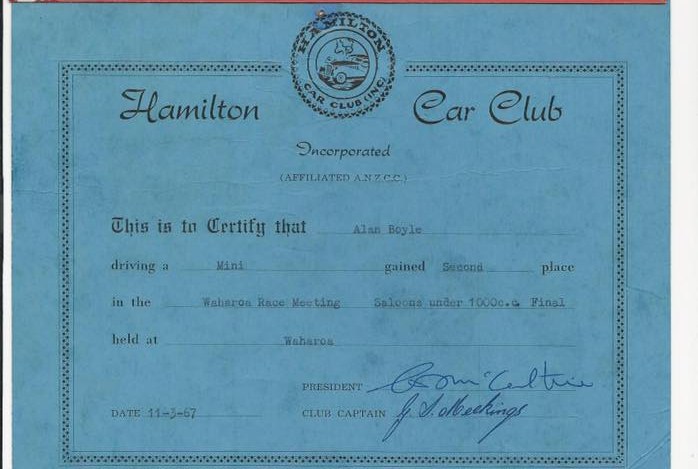 HAMILTON
CAR CLUB (INC)
Hamilton Car Club
Incorporated
(AFFILIATED A.N.Z.C.C.)
This is to Certify that Alan Boyle
driving a Mini gained Second place
in the Waharoa Race Meeting Saloons under 1000c.c. Final
held at Waharoa
PRESIDENT
DATE 11-3-67 CLUB CAPTAIN G. S. Meekings